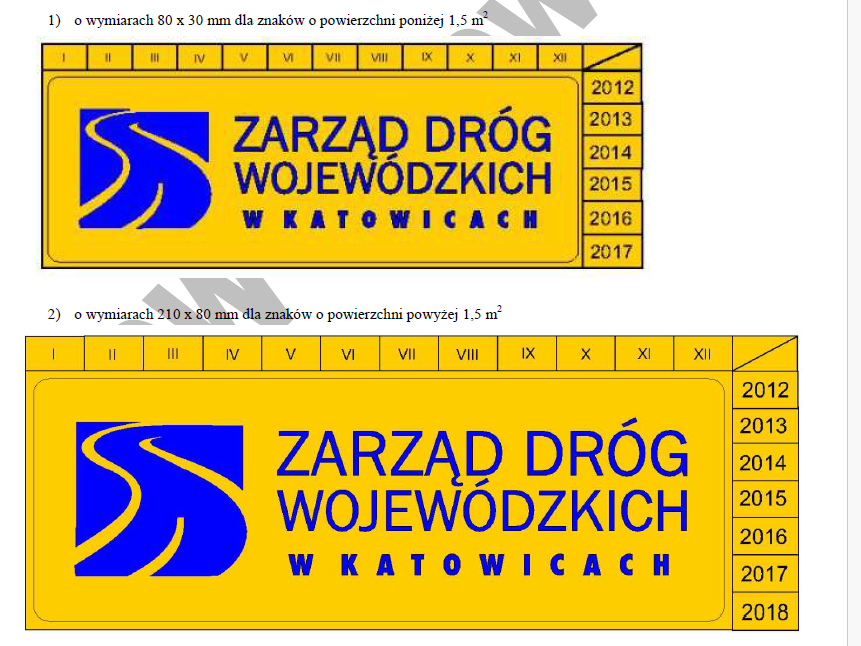 1) o wymiarach 80 x 30 mm dla znaków o powierzchni poniżej 1,5 m²
I II III IV V VI VII VIII IX X XI XII
2012
2013
2014
2015
2016
2017
ZARZĄD DRÓG
WOJEWÓDZKICH
W KATOWICACH
2) o wymiarach 210 x 80 mm dla znaków o powierzchni powyżej 1,5 m²
I II III IV V VI VII VIII IX X XI XII
2012
2013
2014
2015
2016
2017
2018
ZARZĄD DRÓG
WOJEWÓDZKICH
W KATOWICACH